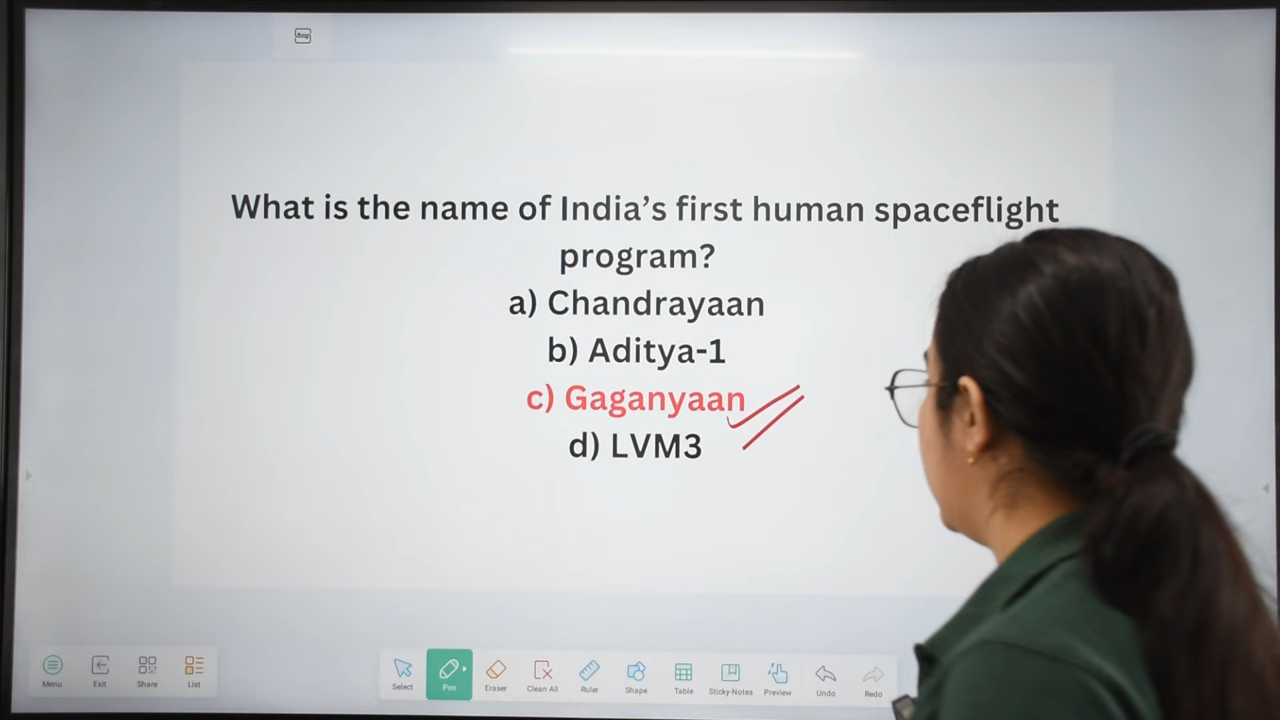 What is the name of India's first human spaceflight
program?
a) Chandrayaan
b) Aditya-1
c) Gaganyaan
d) LVM3
Menu Exit Share List Select Pen Eraser Clean All Ruler Shape Table Sticky-Notes Preview Undo Redo